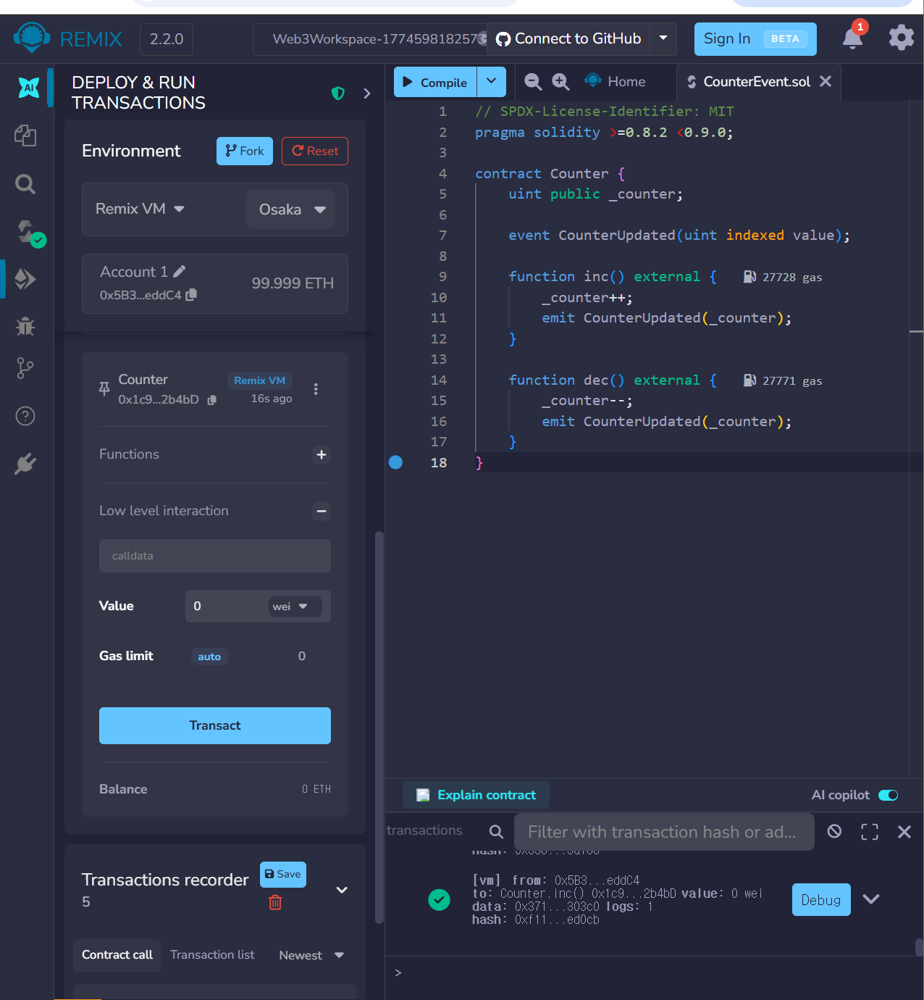 REMIX
2.2.0
Web3Workspace-1774598182573
Connect to GitHub
Sign In BETA
1
AI
DEPLOY & RUN
TRANSACTIONS
Environment
Fork
Reset
Remix VM
Osaka
Account 1
0x5B3...eddC4
99.999 ETH
Counter
0x1c9...2b4bD
Remix VM
16s ago
Functions
Low level interaction
calldata
Value
0
wei
Gas limit
auto
0
Transact
Balance
0 ETH
Transactions recorder
5
Save
Contract call
Transaction list
Newest
Compile
Home
CounterEvent.sol
1 // SPDX-License-Identifier: MIT
2 pragma solidity >=0.8.2 <0.9.0;
3
4 contract Counter {
5 uint public _counter;
6
7 event CounterUpdated(uint indexed value);
8
9 function inc() external { 27728 gas
10 _counter++;
11 emit CounterUpdated(_counter);
12 }
13
14 function dec() external { 27771 gas
15 _counter--;
16 emit CounterUpdated(_counter);
17 }
18 }
Explain contract
AI copilot
transactions
Filter with transaction hash or ad...
[vm] from: 0x5B3...eddC4
to: Counter.inc() 0x1c9...2b4bD value: 0 wei
data: 0x371...303c0 logs: 1
hash: 0xf11...ed0cb
Debug
>